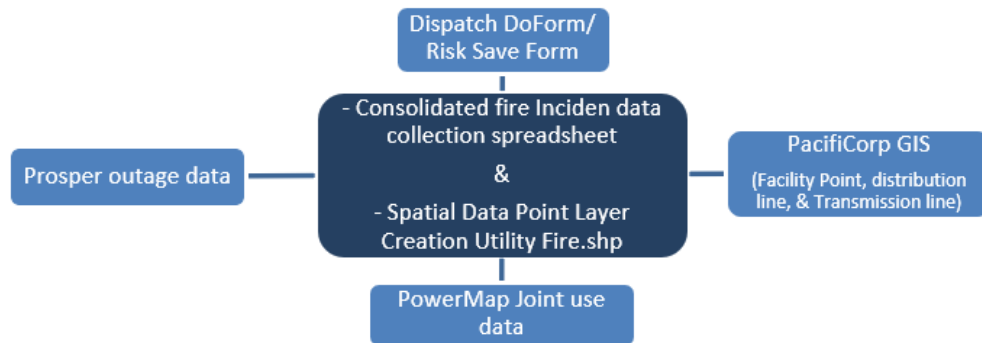 Dispatch DoForm/
Risk Save Form
- Consolidated fire Inciden data
collection spreadsheet
&
- Spatial Data Point Layer
Creation Utility Fire.shp
Prosper outage data
PacifiCorp GIS
(Facility Point, distribution
line, & Transmission line)
PowerMap Joint use
data